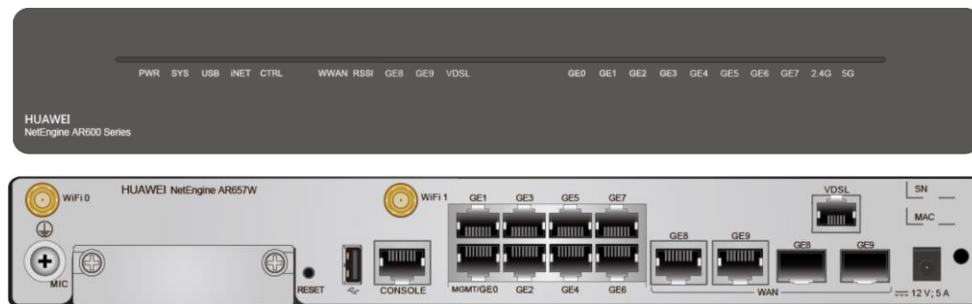 PWR SYS USB iNET CTRL WWAN RSSI GE8 GE9 VDSL GE0 GE1 GE2 GE3 GE4 GE5 GE6 GE7 2.4G 5G
HUAWEI
NetEngine AR600 Series
WiFi 0
HUAWEI NetEngine AR657W
WiFi 1
GE1 GE3 GE5 GE7
VDSL
SN
MAC
GE8 GE9 GE8 GE9
MIC
RESET
CONSOLE
MGMT/GE0 GE2 GE4 GE6
WAN
12 V; 5 A